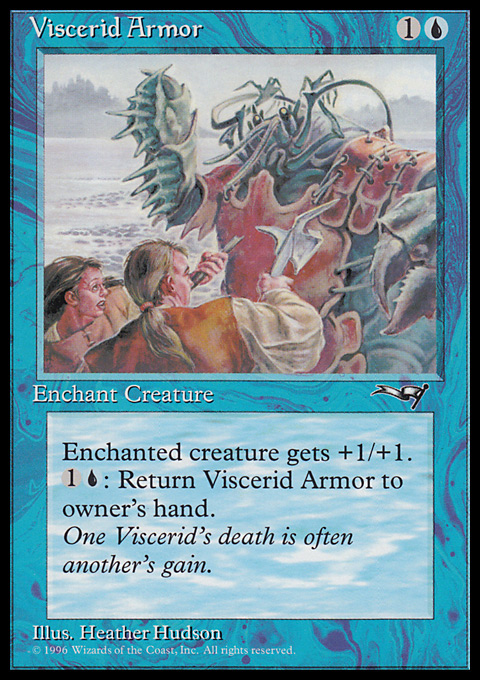 Viscerid Armor 1
Enchant Creature
Enchanted creature gets +1/+1.
1 : Return Viscerid Armor to
owner's hand.
One Viscerid's death is often
another's gain.
Illus. Heather Hudson
© 1996 Wizards of the Coast, Inc. All rights reserved.